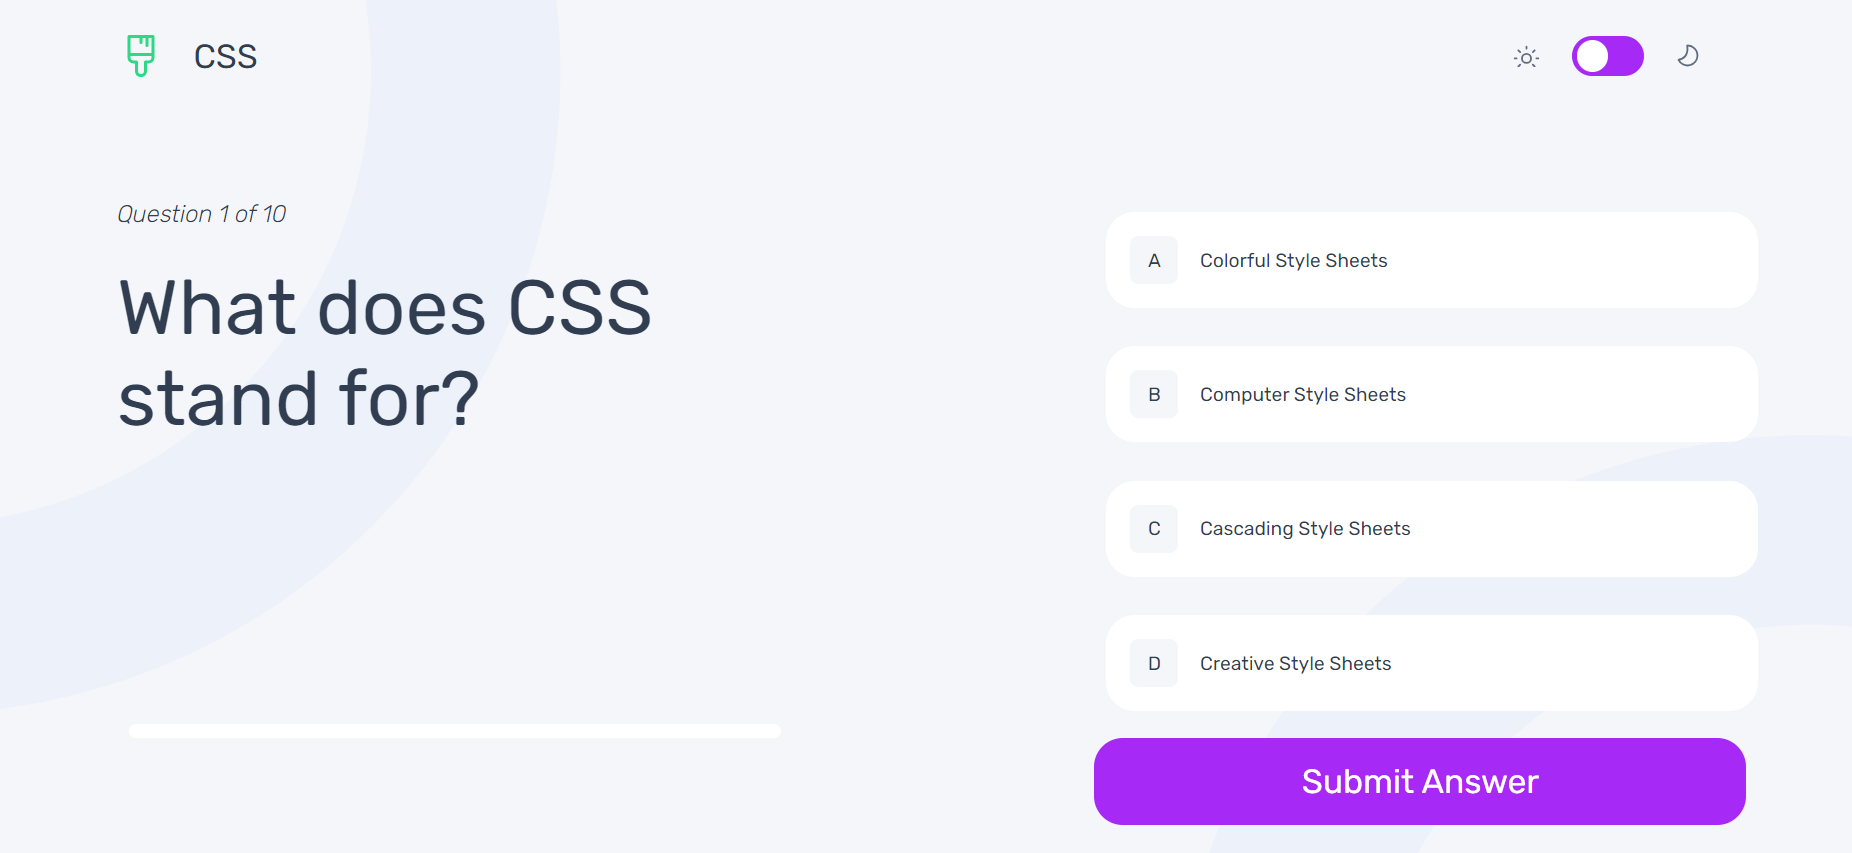 CSS
Question 1 of 10
What does CSS
stand for?
A Colorful Style Sheets
B Computer Style Sheets
C Cascading Style Sheets
D Creative Style Sheets
Submit Answer